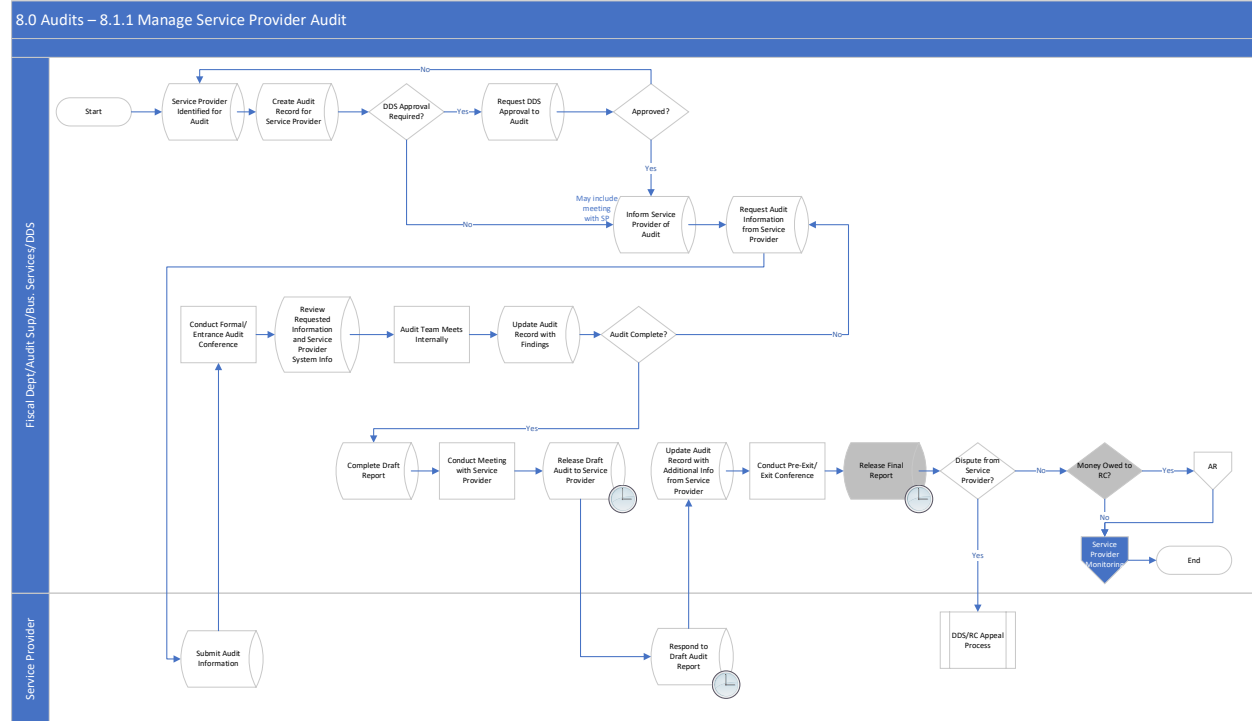 8.0 Audits – 8.1.1 Manage Service Provider Audit
Fiscal Dept/Audit Sup/Bus. Services/DDS
No
Start
Service Provider
Identified for
Audit
Create Audit
Record for
Service Provider
DDS Approval
Required?
Yes
Request DDS
Approval to
Audit
Approved?
Yes
No
May include
meeting
with SP
Inform Service
Provider of
Audit
Request Audit
Information
from Service
Provider
Conduct Formal/
Entrance Audit
Conference
Review
Requested
Information
and Service
Provider
System Info
Audit Team Meets
Internally
Update Audit
Record with
Findings
Audit Complete?
No
Yes
Complete Draft
Report
Conduct Meeting
with Service
Provider
Release Draft
Audit to Service
Provider
Update Audit
Record with
Additional Info
from Service
Provider
Conduct Pre-Exit/
Exit Conference
Release Final
Report
Dispute from
Service
Provider?
No
Money Owed to
RC?
Yes
AR
No
Yes
Service
Provider
Monitoring
End
Service Provider
Submit Audit
Information
Respond to
Draft Audit
Report
DDS/RC Appeal
Process